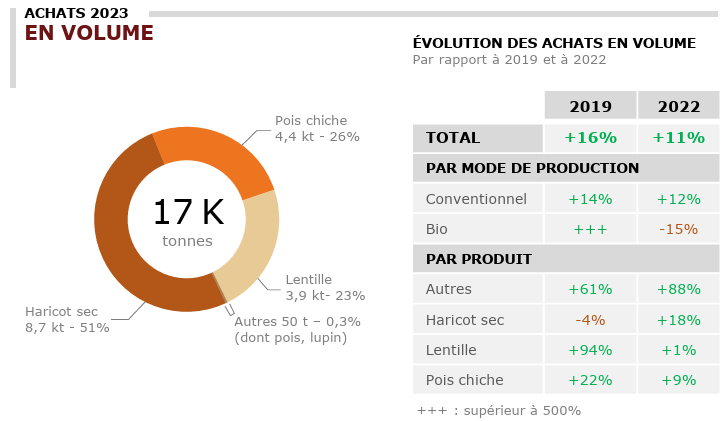 ACHATS 2023
EN VOLUME
ÉVOLUTION DES ACHATS EN VOLUME
Par rapport à 2019 et à 2022
Pois chiche
4,4 kt - 26%
17 K
tonnes
Lentille
3,9 kt- 23%
Haricot sec
8,7 kt - 51%
Autres 50 t – 0,3%
(dont pois, lupin)
2019 2022
TOTAL +16% +11%
PAR MODE DE PRODUCTION
Conventionnel +14% +12%
Bio +++ -15%
PAR PRODUIT
Autres +61% +88%
Haricot sec -4% +18%
Lentille +94% +1%
Pois chiche +22% +9%
+++ : supérieur à 500%